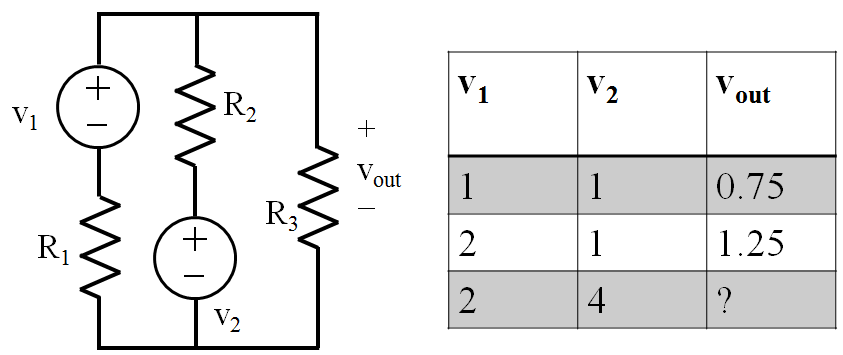 +
−
v1
R2
+
vout
−
R3
R1
+
−
v2
v1 v2 vout
1 1 0.75
2 1 1.25
2 4 ?